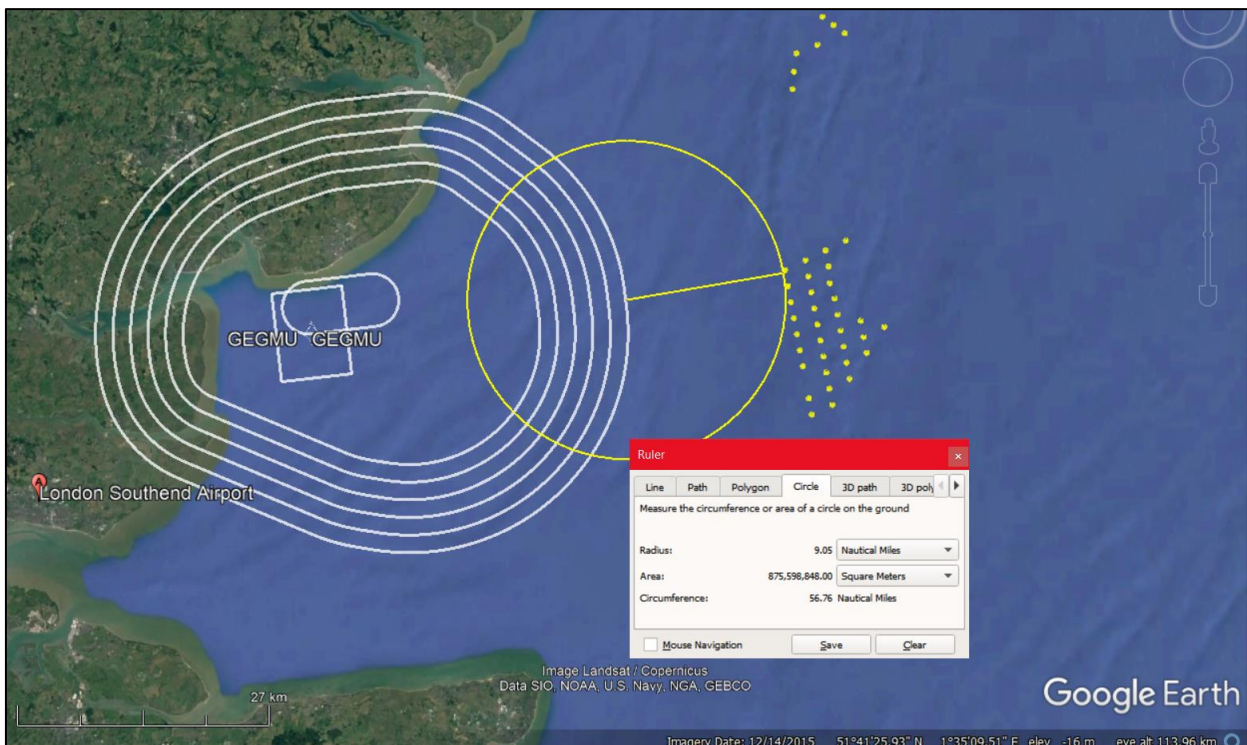 GEGMU GEGMU
A
London Southend Airport
Ruler
Line Path Polygon Circle 3D path 3D poly
Measure the circumference or area of a circle on the ground
Radius: 9.05 Nautical Miles
Area: 875,598,848.00 Square Meters
Circumference: 56.76 Nautical Miles
Mouse Navigation Save Clear
Image Landsat / Copernicus
Data SIO, NOAA, U.S. Navy, NGA, GEBCO
27 km
Google Earth
Imagery Date: 12/14/2015 51°41'25.93" N 1°35'09.51" E elev -16 m eye alt 113.96 km